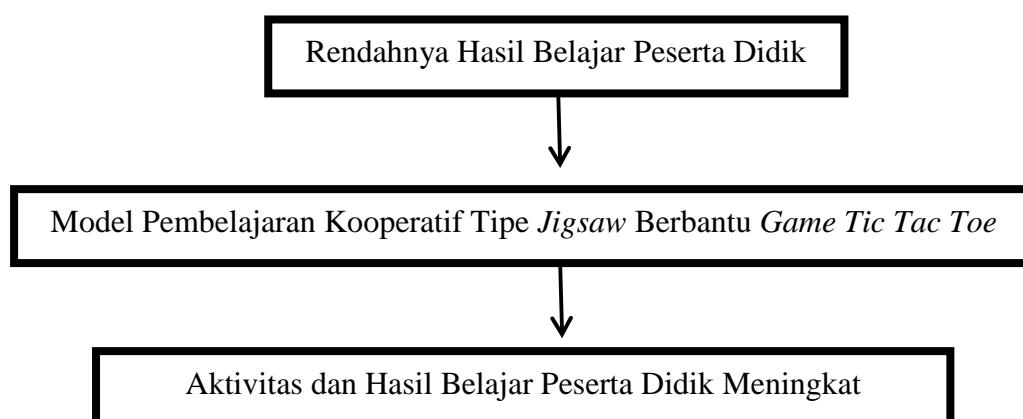 Rendahnya Hasil Belajar Peserta Didik
Model Pembelajaran Kooperatif Tipe Jigsaw Berbantu Game Tic Tac Toe
Aktivitas dan Hasil Belajar Peserta Didik Meningkat